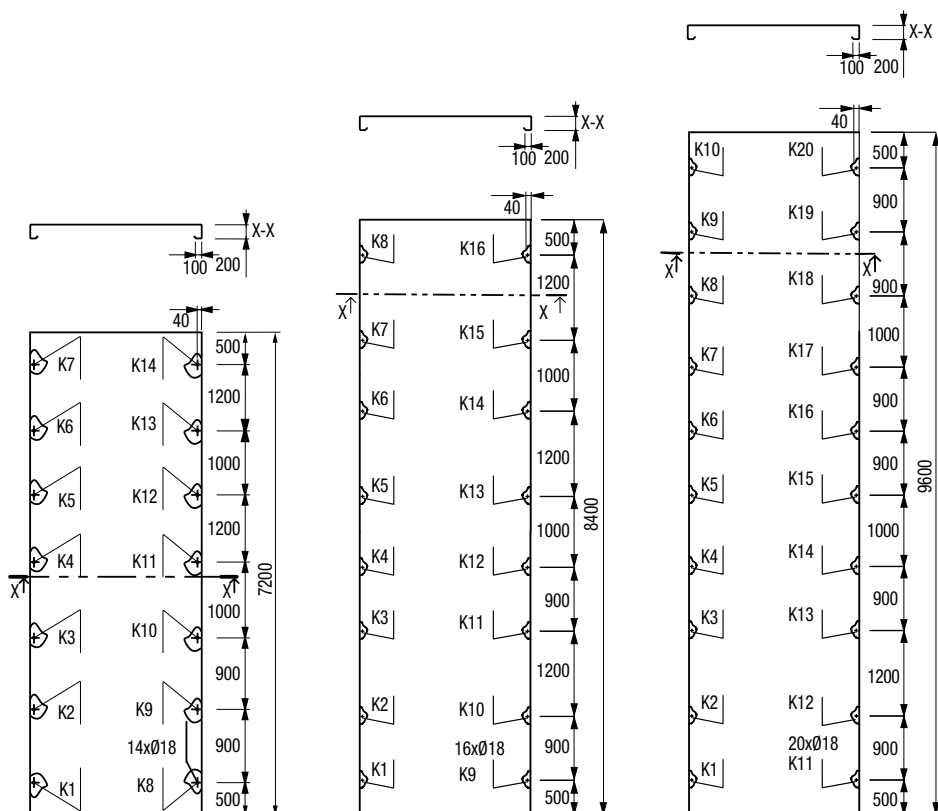 X-X
100 200
40
500
K7 K14
1200
K6 K13
1000
K5 K12
1200
K4 K11
X X
1000
7200
K3 K10
900
K2 K9
14xØ18
900
K1 K8
500
X-X
100 200
40
500
K8 K16
1200
X X
K7 K15
1000
K6 K14
1200
K5 K13
8400
1000
K4 K12
900
K3 K11
1200
K2 K10
16xØ18
900
K1 K9
500
X-X
100 200
40
K10 K20
500
900
K9 K19
X X
K8 K18
900
1000
K7 K17
900
K6 K16
900
K5 K15
9600
1000
K4 K14
900
K3 K13
1200
K2 K12
20xØ18
900
K1 K11
500